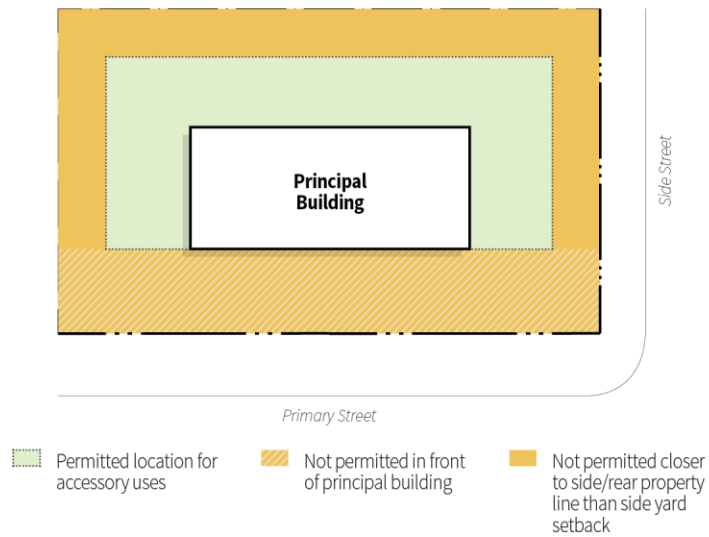 Principal
Building
Side Street
Primary Street
Permitted location for
accessory uses
Not permitted in front
of principal building
Not permitted closer
to side/rear property
line than side yard
setback